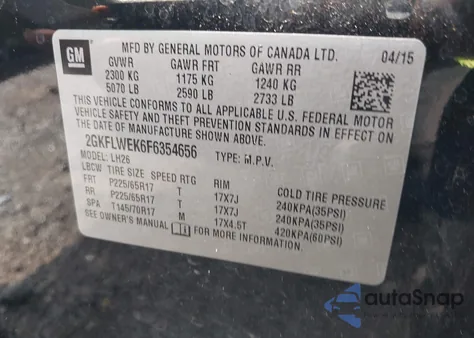 GM
MFD BY GENERAL MOTORS OF CANADA LTD. 04/15
GVWR GAWR FRT GAWR RR
2300 KG 1175 KG 1240 KG
5070 LB 2590 LB 2733 LB
THIS VEHICLE CONFORMS TO ALL APPLICABLE U.S. FEDERAL MOTOR
VEHICLE SAFETY AND THEFT PREVENTION STANDARDS IN EFFECT ON
THE DATE OF MANUFACTURE SHOWN ABOVE.
2GKFLWEK6F6354656 TYPE: M.P.V.
MODEL: LH26
LBCW TIRE SIZE SPEED RTG RIM COLD TIRE PRESSURE
FRT P225/65R17 T 17X7J 240KPA(35PSI)
RR P225/65R17 T 17X7J 240KPA(35PSI)
SPA T145/70R17 M 17X4.5T 420KPA(60PSI)
SEE OWNER'S MANUAL FOR MORE INFORMATION.
autoSnap